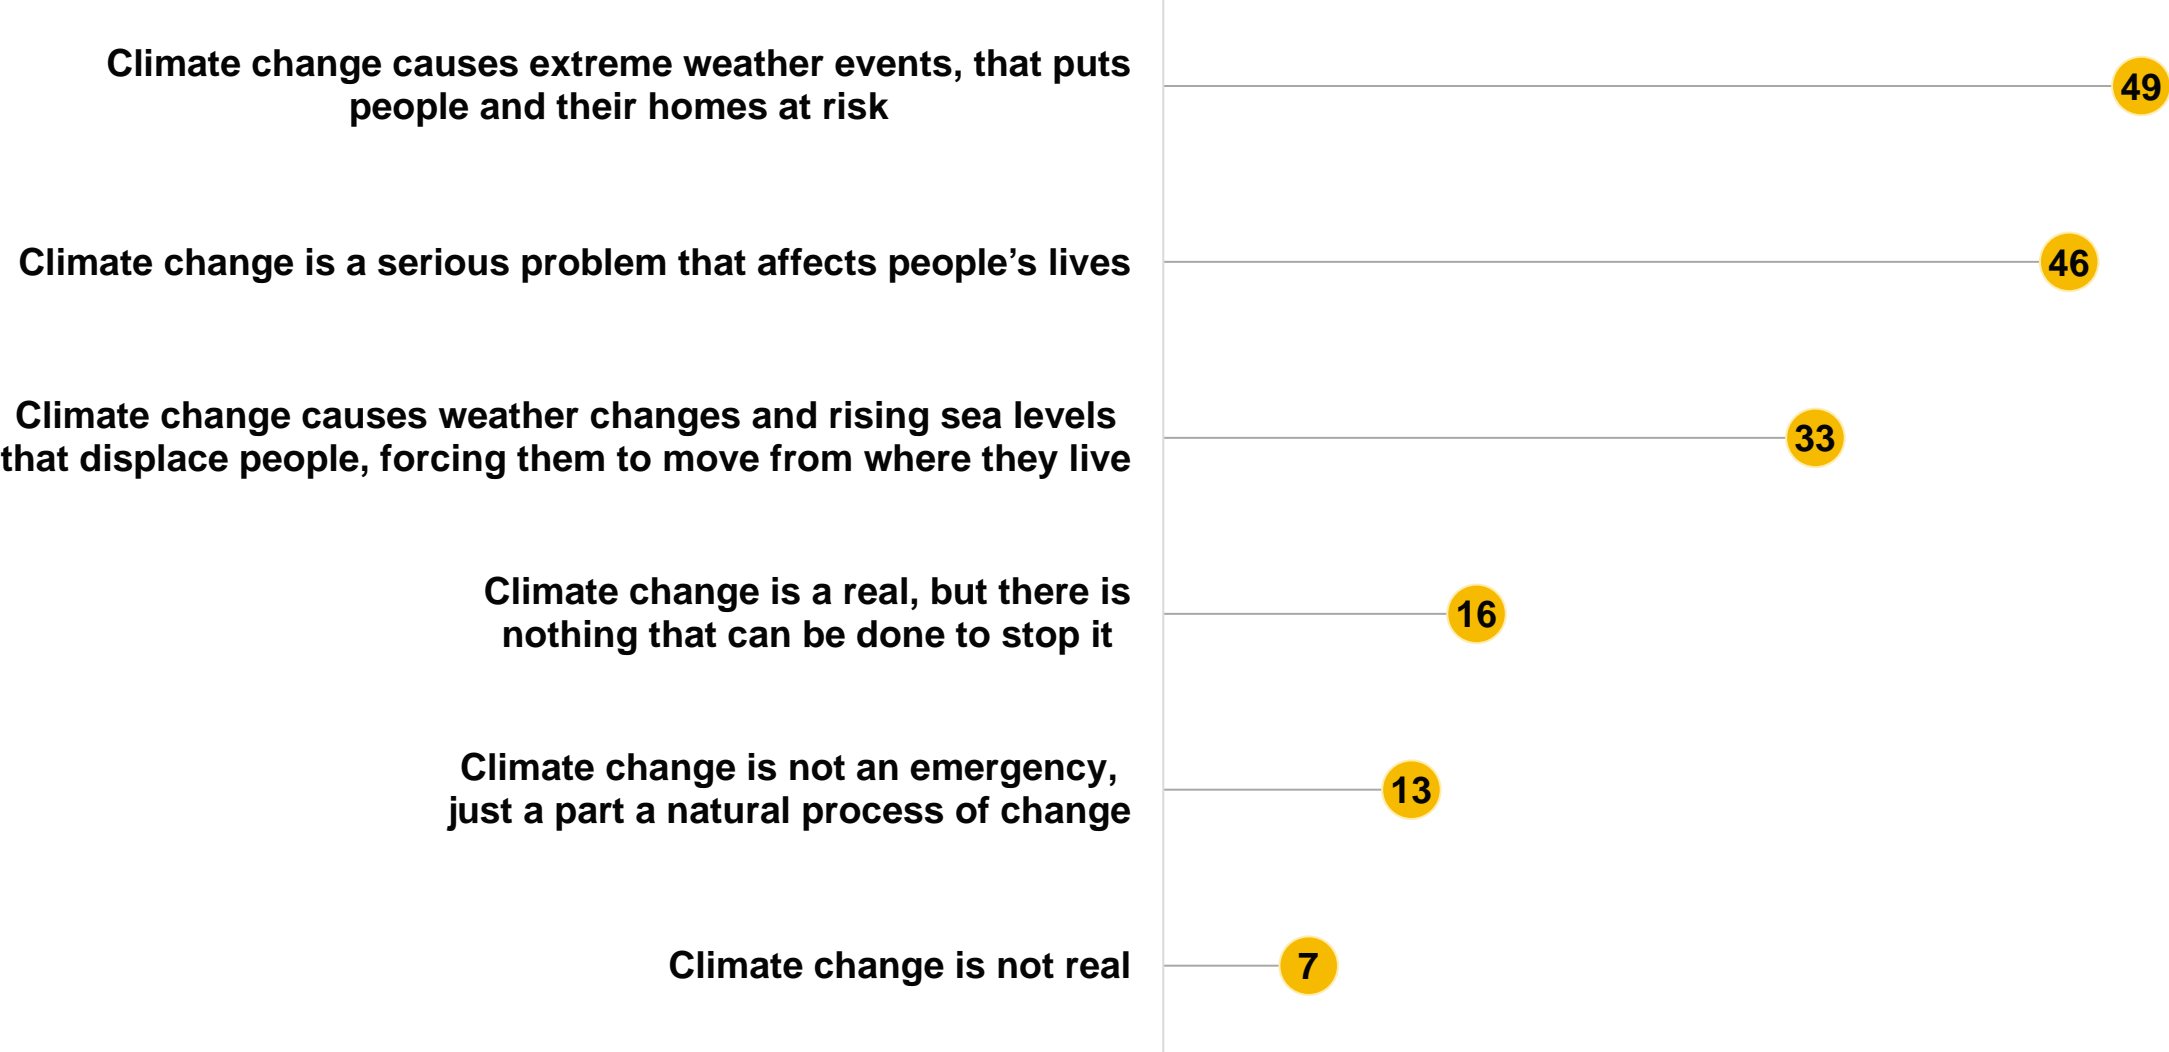 Climate change causes extreme weather events, that puts
people and their homes at risk
49
Climate change is a serious problem that affects people’s lives
46
Climate change causes weather changes and rising sea levels
that displace people, forcing them to move from where they live
33
Climate change is a real, but there is
nothing that can be done to stop it
16
Climate change is not an emergency,
just a part a natural process of change
13
Climate change is not real
7